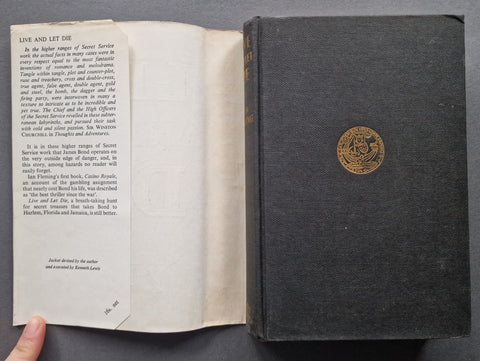 LIVE AND LET DIE
In the higher ranges of Secret Service
work the actual facts in many cases were in
every respect equal to the most fantastic
inventions of romance and melodrama.
Tangle within tangle, plot and counter-plot,
ruse and treachery, cross and double-cross,
true agent, false agent, double agent, gold
and steel, the bomb, the dagger and the
firing party, were interwoven in many a
texture so intricate as to be incredible and
yet true. The Chief and the High Officers
of the Secret Service revelled in these subter-
ranean labyrinths, and pursued their task
with cold and silent passion. SIR WINSTON
CHURCHILL in Thoughts and Adventures.
It is in these higher ranges of Secret
Service work that James Bond operates on
the very outside edge of danger, and, in
this story, among hazards no reader will
easily forget.
Ian Fleming's first book, Casino Royale,
an account of the gambling assignment
that nearly cost Bond his life, was described
as 'the best thriller since the war'.
Live and Let Die, a breath-taking hunt
for secret treasure that takes Bond to
Harlem, Florida and Jamaica, is still better.
Jacket devised by the author
and executed by Kenneth Lewis
10s. net